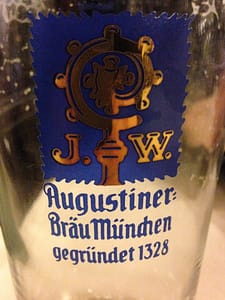 J. W.
Augustiner-
Bräu München
gegründet 1328